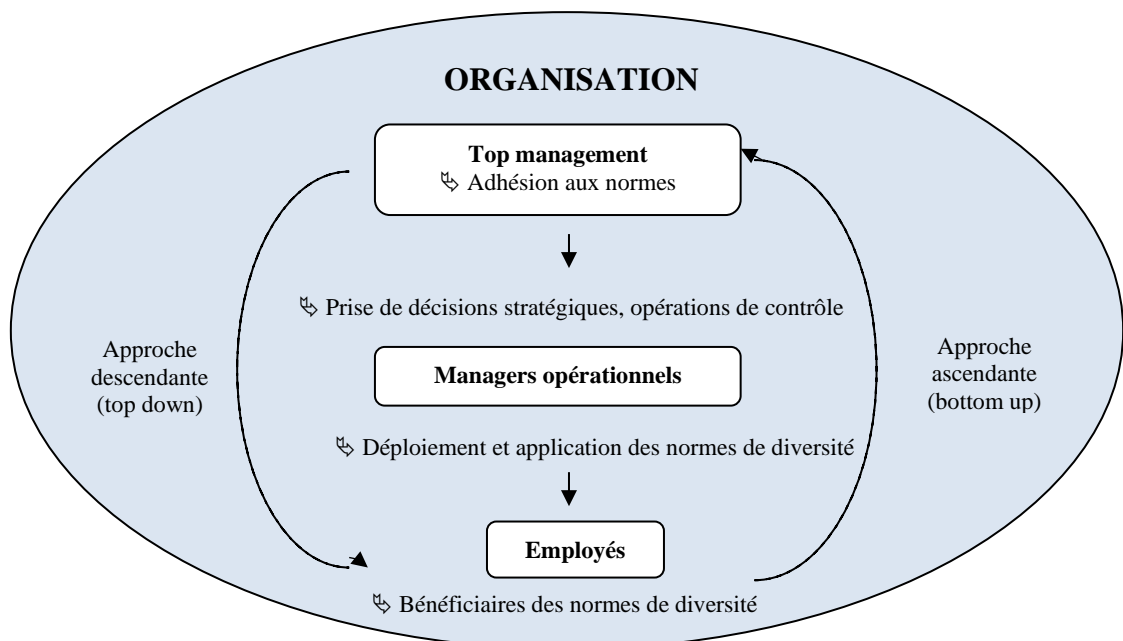 ORGANISATION
Top management
⮱ Adhésion aux normes
⮱ Prise de décisions stratégiques, opérations de contrôle
Approche
descendante
(top down)
Managers opérationnels
Approche
ascendante
(bottom up)
⮱ Déploiement et application des normes de diversité
Employés
⮱ Bénéficiaires des normes de diversité